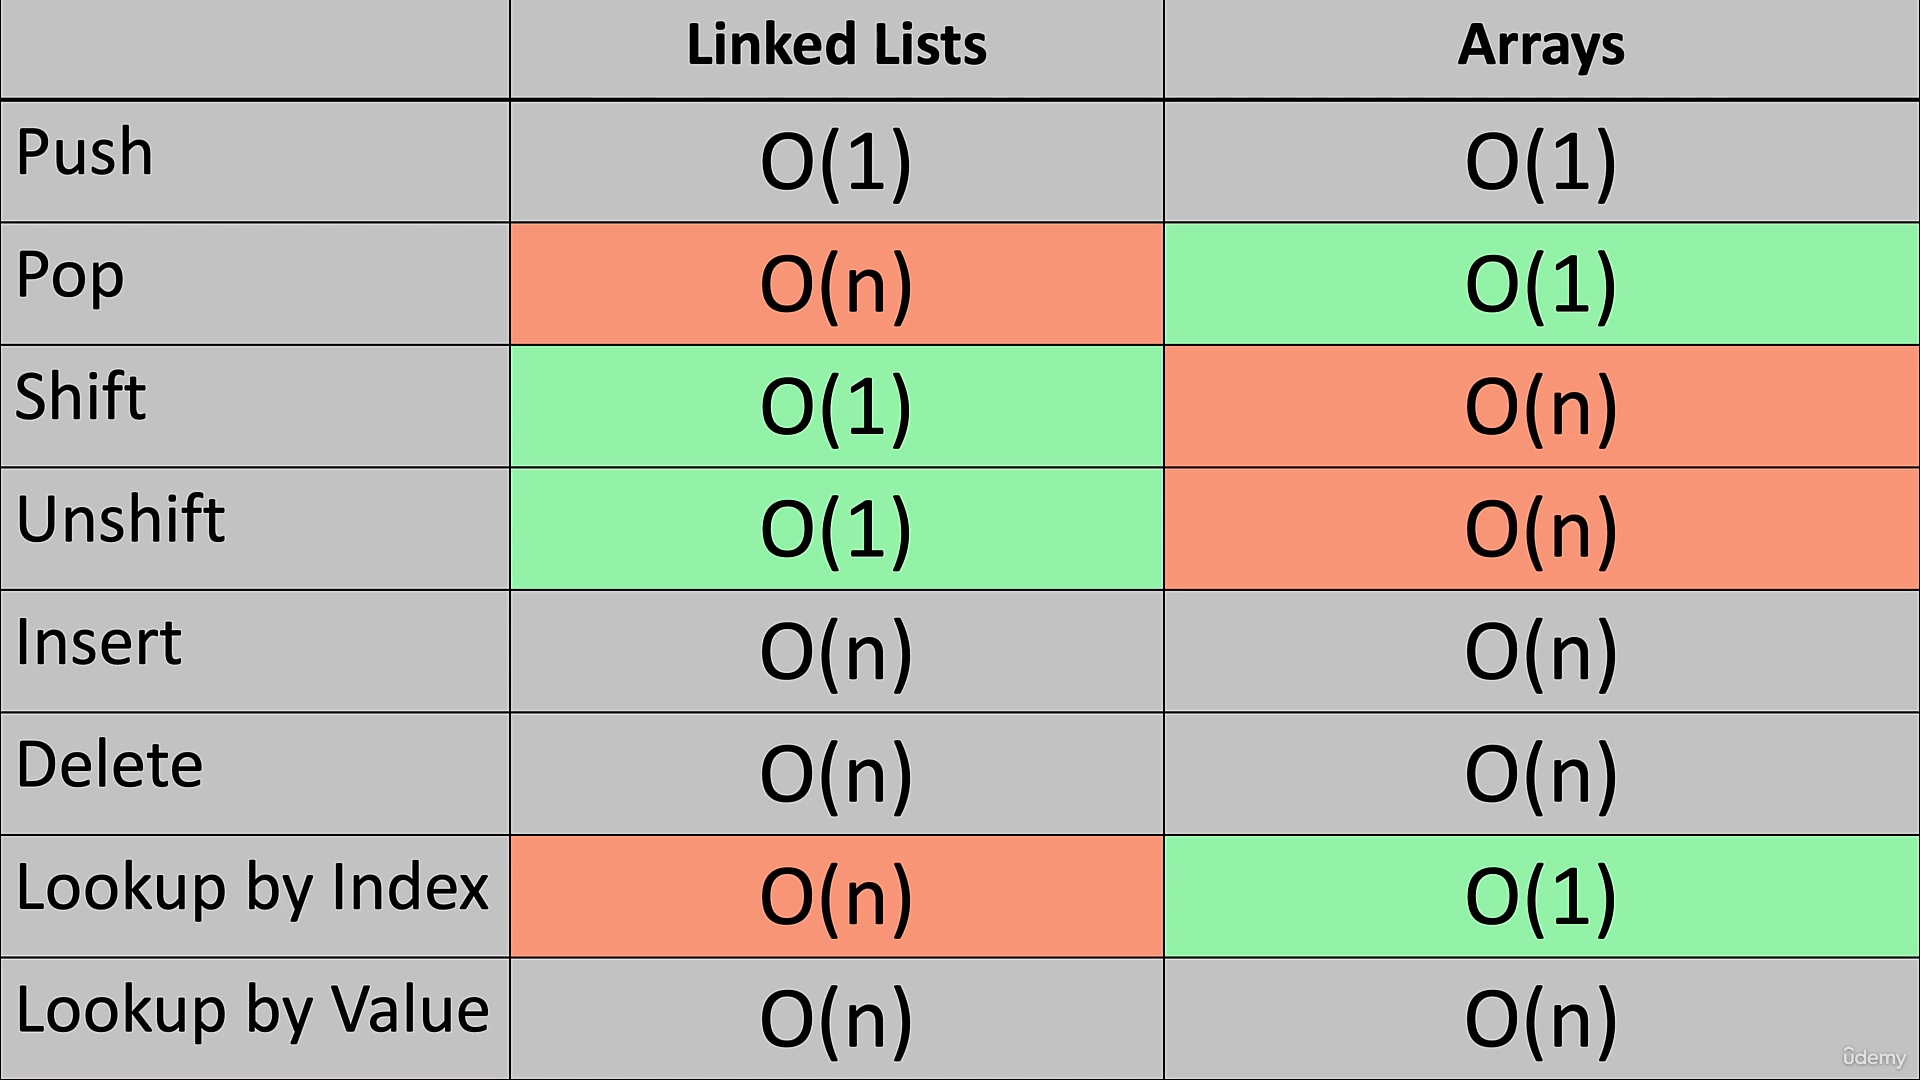 Linked Lists Arrays
Push O(1) O(1)
Pop O(n) O(1)
Shift O(1) O(n)
Unshift O(1) O(n)
Insert O(n) O(n)
Delete O(n) O(n)
Lookup by Index O(n) O(1)
Lookup by Value O(n) O(n)
ûdemy